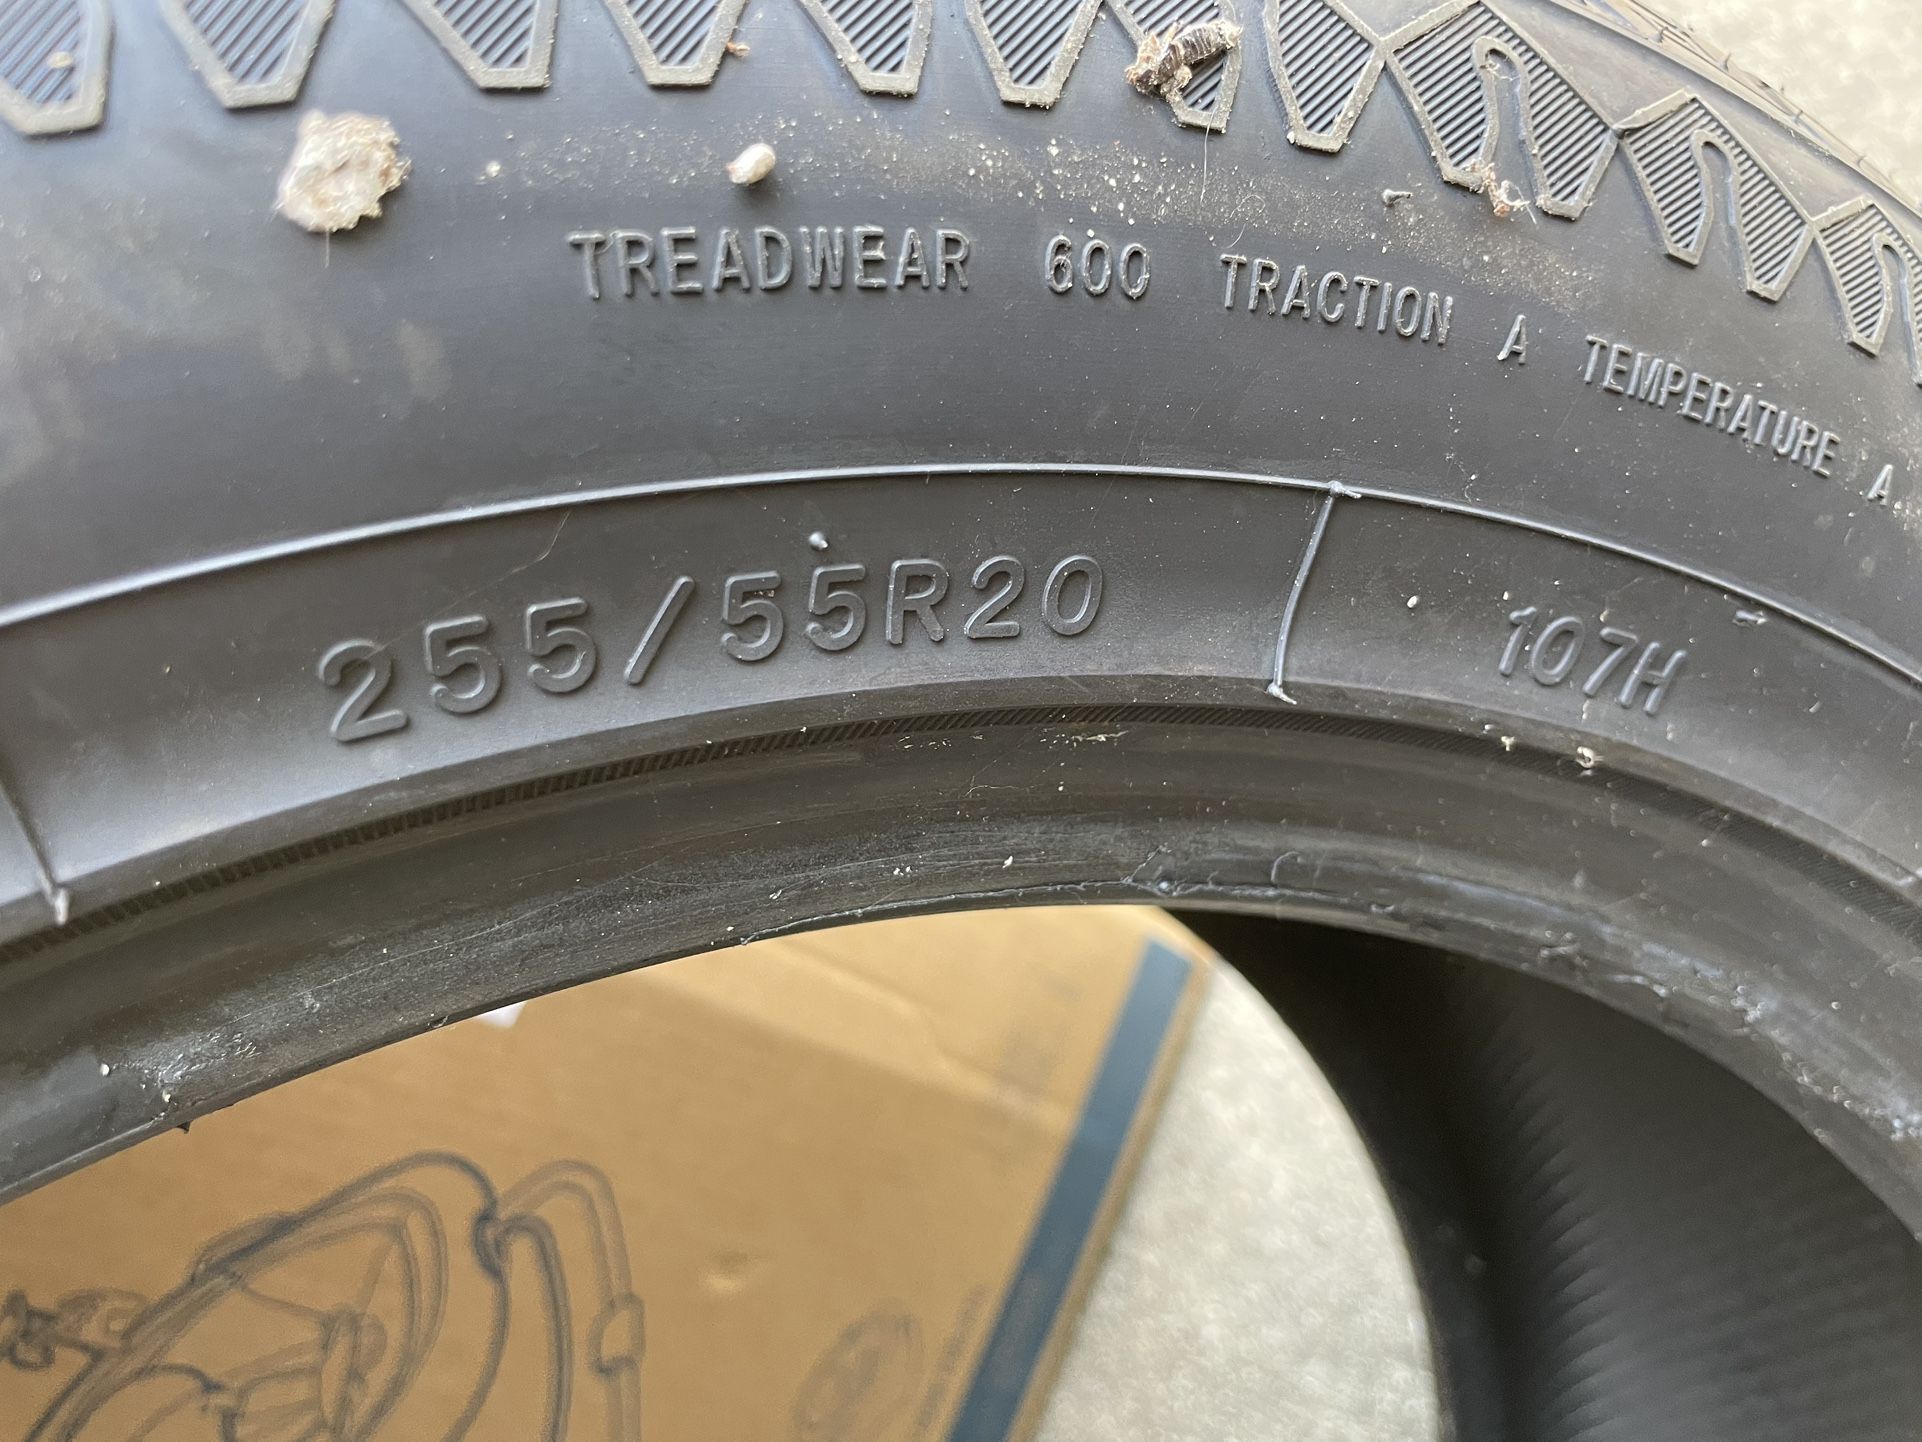 TREADWEAR 600 TRACTION A TEMPERATURE A
255/55R20 107H